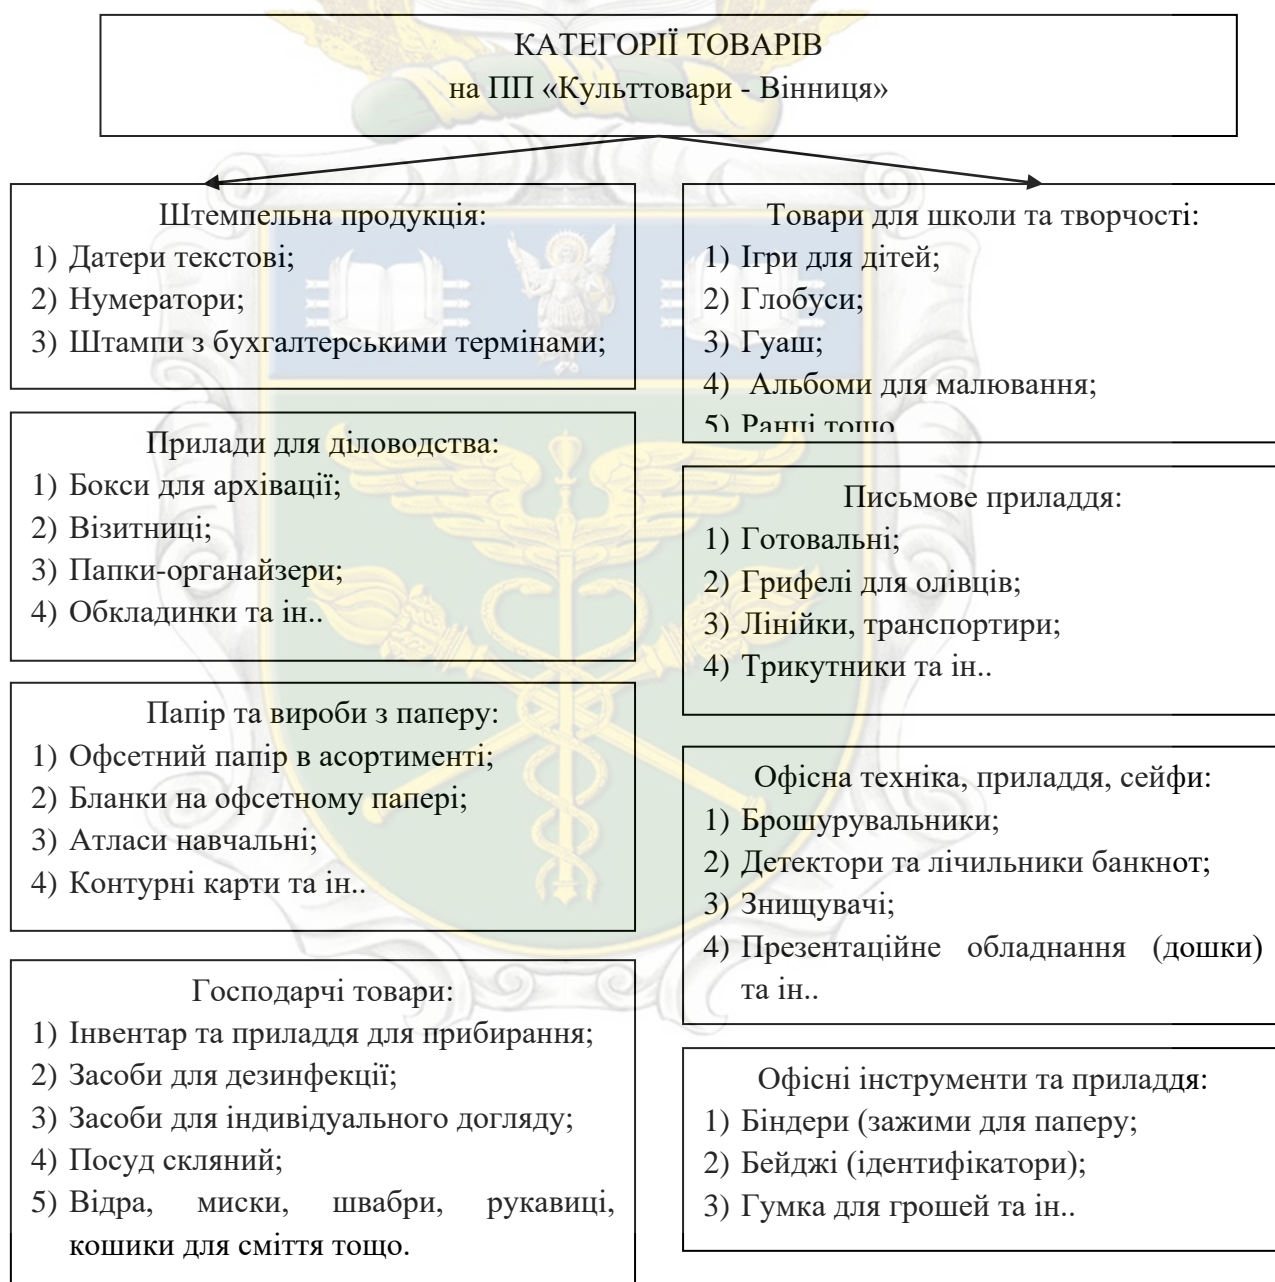 КАТЕГОРІЇ ТОВАРІВ
на ПП «Культтовари - Вінниця»
Штемпельна продукція:
1) Датери текстові;
2) Нумератори;
3) Штампи з бухгалтерськими термінами;
Прилади для діловодства:
1) Бокси для архівації;
2) Візитниці;
3) Папки-органайзери;
4) Обкладинки та ін..
Папір та вироби з паперу:
1) Офсетний папір в асортименті;
2) Бланки на офсетному папері;
3) Атласи навчальні;
4) Контурні карти та ін..
Господарчі товари:
1) Інвентар та приладдя для прибирання;
2) Засоби для дезинфекції;
3) Засоби для індивідуального догляду;
4) Посуд скляний;
5) Відра, миски, швабри, рукавиці,
кошики для сміття тощо.
Товари для школи та творчості:
1) Ігри для дітей;
2) Глобуси;
3) Гуаш;
4) Альбоми для малювання;
5) Ранці тощо
Письмове приладдя:
1) Готовальні;
2) Грифелі для олівців;
3) Лінійки, транспортири;
4) Трикутники та ін..
Офісна техніка, приладдя, сейфи:
1) Брошурувальники;
2) Детектори та лічильники банкнот;
3) Знищувачі;
4) Презентаційне обладнання (дошки)
та ін..
Офісні інструменти та приладдя:
1) Біндери (зажими для паперу;
2) Бейджі (ідентифікатори);
3) Гумка для грошей та ін..